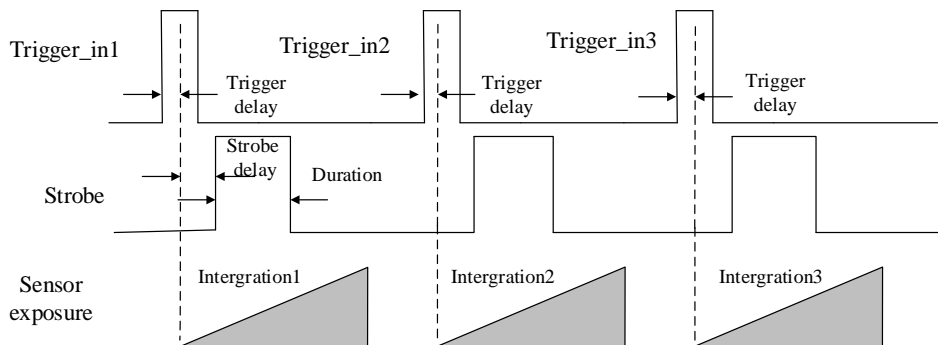 Trigger_in1
Trigger_in2
Trigger_in3
Trigger
delay
Trigger
delay
Trigger
delay
Strobe
Strobe
delay
Duration
Sensor
exposure
Intergration1
Intergration2
Intergration3